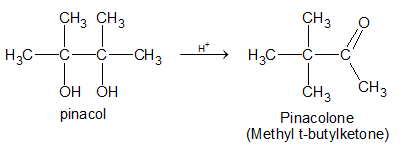 CH₃ CH₃
CH₃
O
H₃C—C—C—CH₃
H⁺
H₃C—C—C
OH OH
CH₃
CH₃
pinacol
Pinacolone
(Methyl t-butylketone)